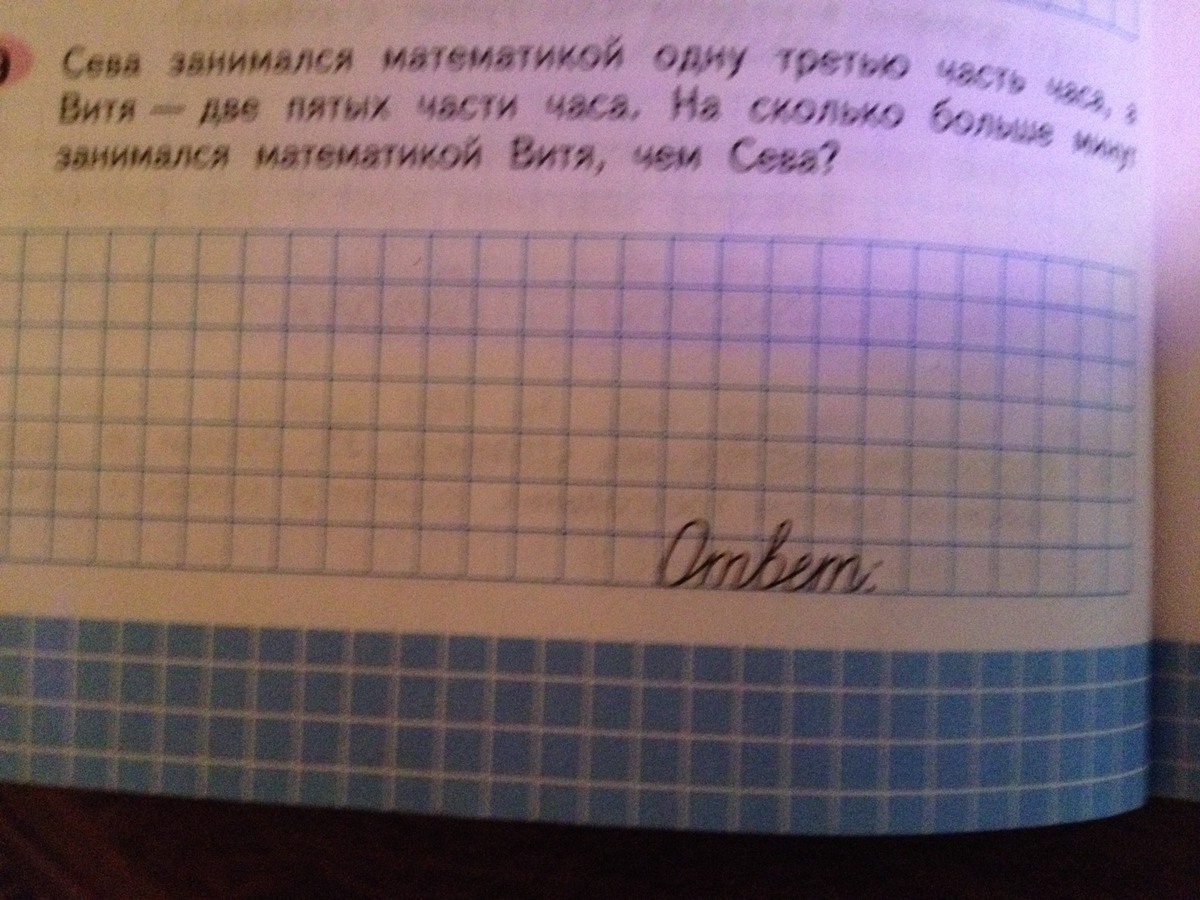 9
Сева занимался математикой одну третью часть часа, а
Витя — две пятых части часа. На сколько больше минут
занимался математикой Витя, чем Сева?
Ответ: